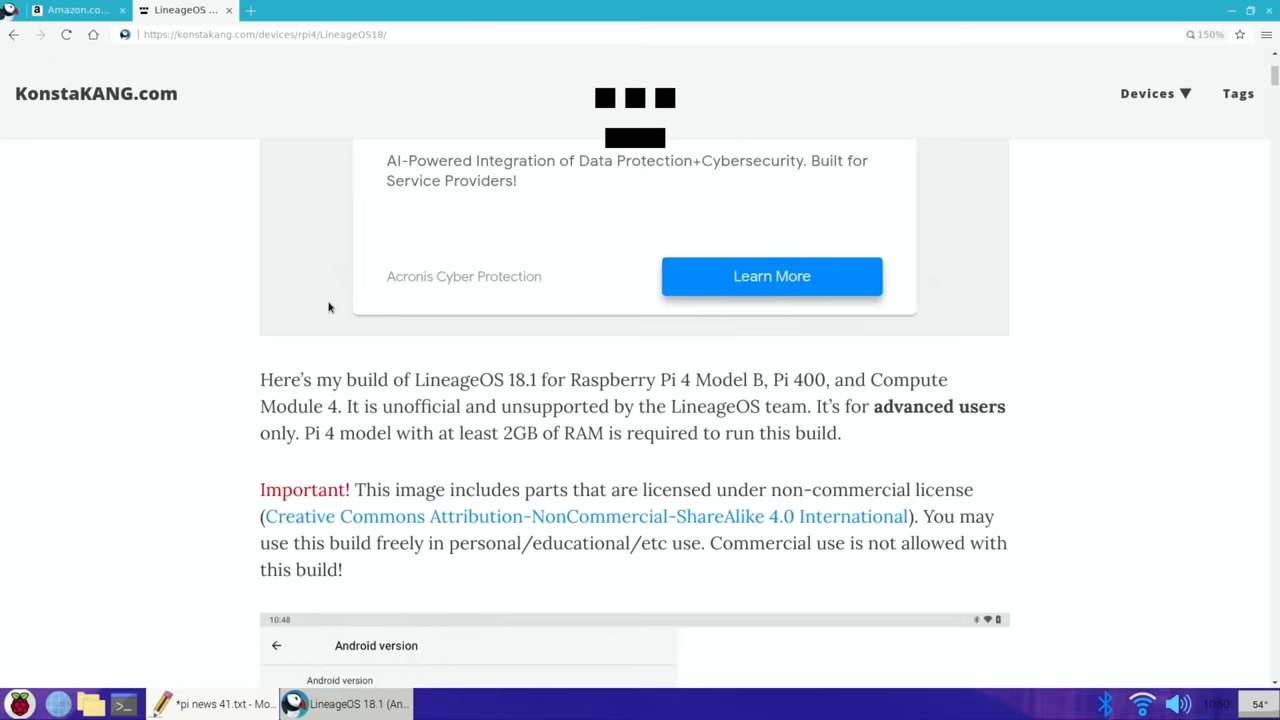 Amazon.co...
LineageOS ...
https://konstakang.com/devices/rpi4/LineageOS18/
150%
KonstaKANG.com
Devices ▼
Tags
AI-Powered Integration of Data Protection+Cybersecurity. Built for
Service Providers!
Acronis Cyber Protection
Learn More
Here's my build of LineageOS 18.1 for Raspberry Pi 4 Model B, Pi 400, and Compute
Module 4. It is unofficial and unsupported by the LineageOS team. It's for advanced users
only. Pi 4 model with at least 2GB of RAM is required to run this build.
Important! This image includes parts that are licensed under non-commercial license
(Creative Commons Attribution-NonCommercial-ShareAlike 4.0 International). You may
use this build freely in personal/educational/etc use. Commercial use is not allowed with
this build!
10:48
Android version
Android version
*pi news 41.txt - Mo...
LineageOS 18.1 (An...
10:50
54°